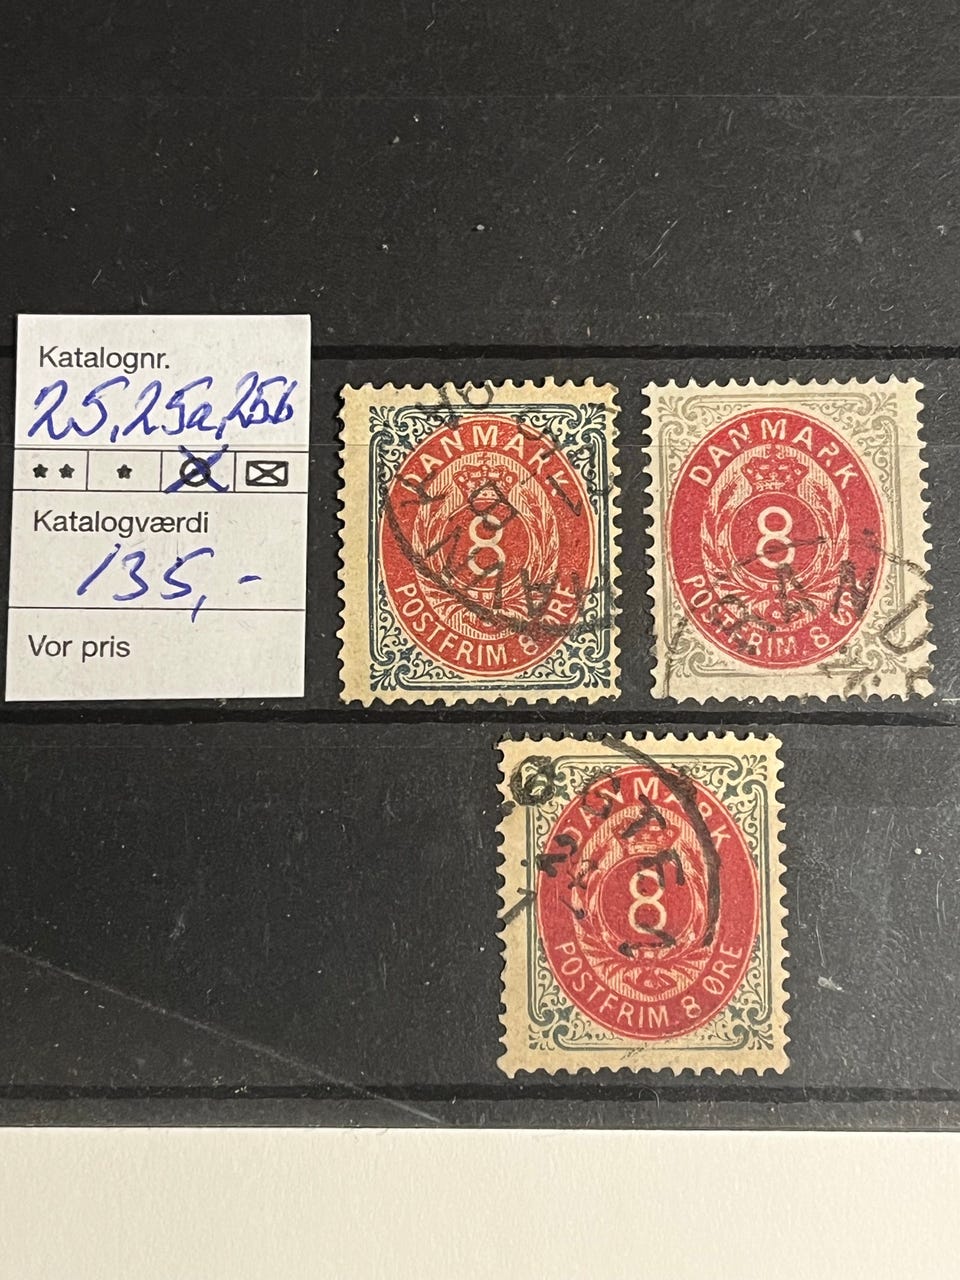 Katalognr.
25, 25a, 25b
Katalogværdi
135,-
Vor pris
DANMARK
8
POSTFRIM. 8 ØRE
DANMARK
8
POSTFRIM. 8 ØRE
DANMARK
8
POSTFRIM. 8 ØRE